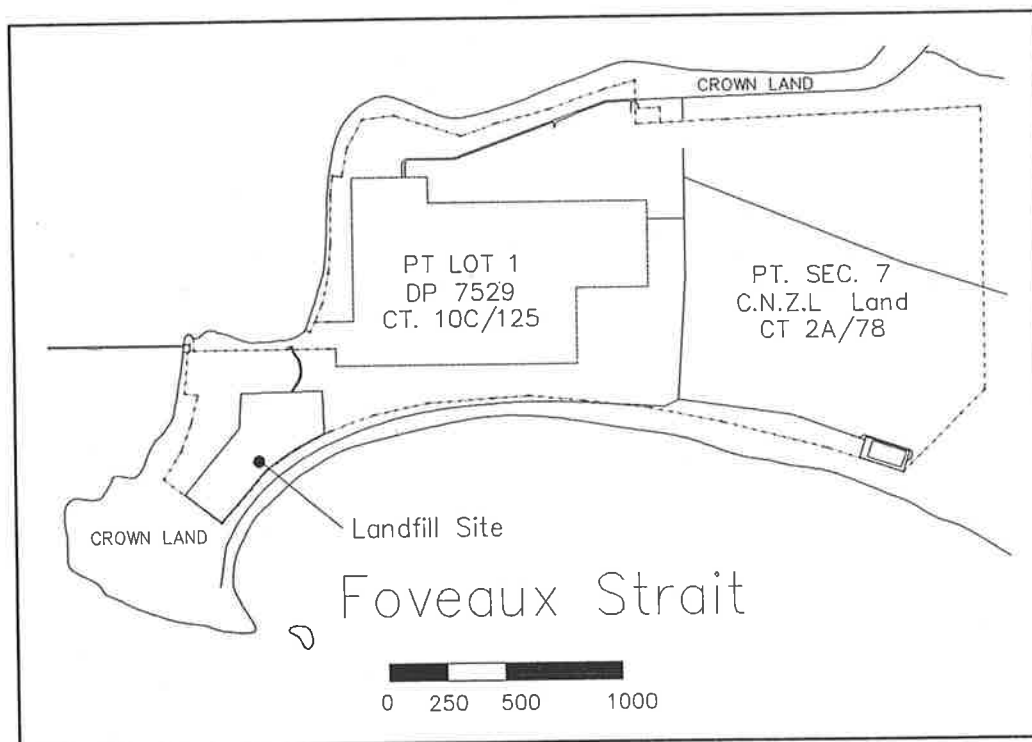 CROWN LAND
PT LOT 1
DP 7529
CT. 10C/125
PT. SEC. 7
C.N.Z.L Land
CT 2A/78
CROWN LAND
Landfill Site
Foveaux Strait
0 250 500 1000